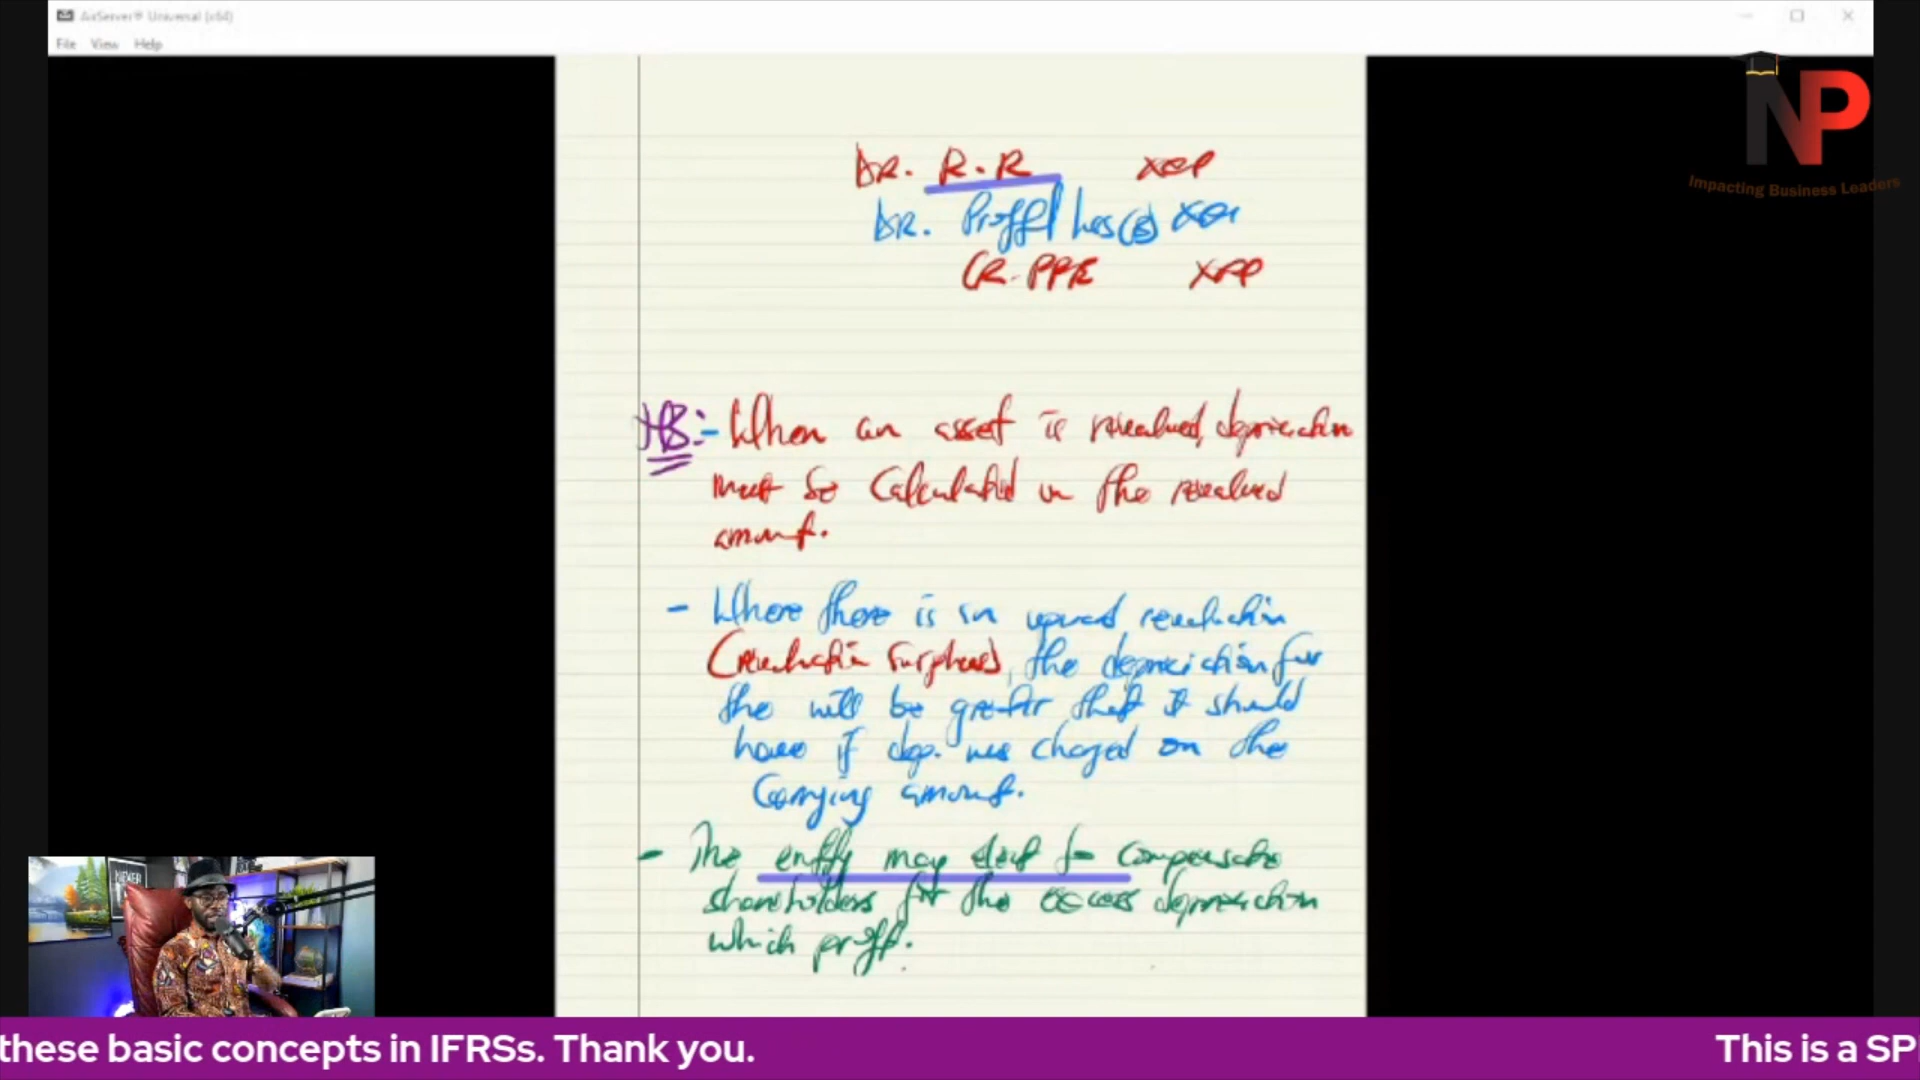 AirServer® Universal (x64)
File View Help
NP
Impacting Business Leaders
DR. R.R
DR. Profit/loss
CR. PPE
NB:- When an asset is revalued, depreciation
must be calculated on the revalued
amount.
- Where there is an upward revaluation
(revaluation surplus), the depreciation for
the will be greater that it should
have if dep. was charged on the
Carrying amount.
- The entity may elect to compensate
shareholders for the excess depreciation
which profit.
these basic concepts in IFRSs. Thank you.
This is a SP